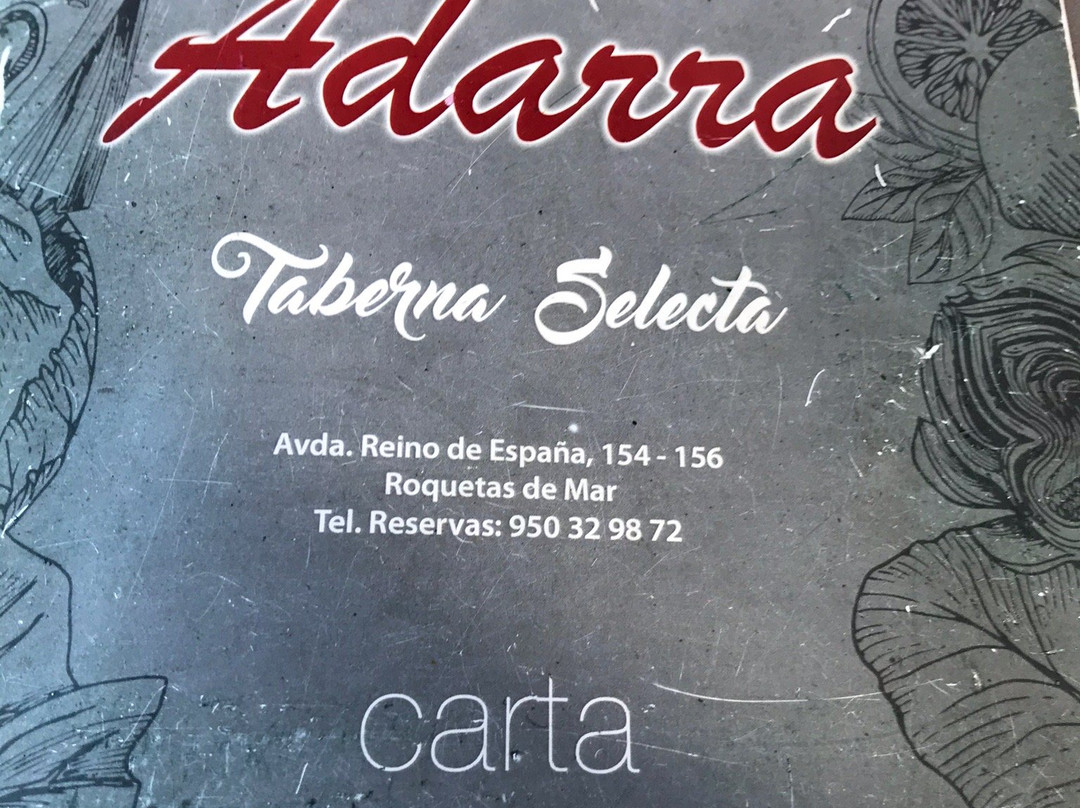 Adarra
Taberna Selecta
Avda. Reino de España, 154 - 156
Roquetas de Mar
Tel. Reservas: 950 32 98 72
carta